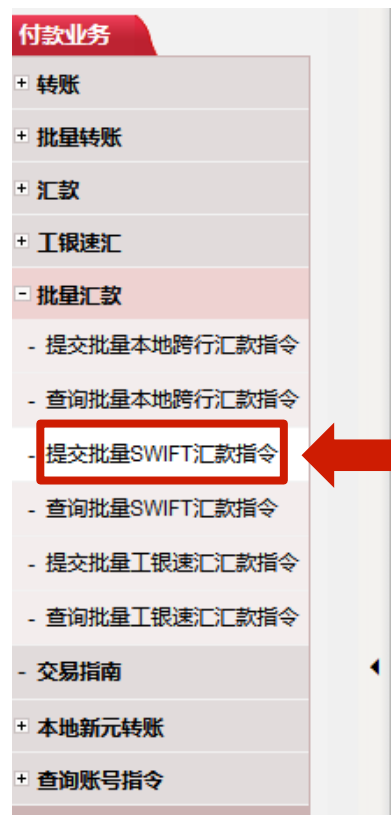 付款业务
转账
批量转账
汇款
工银速汇
批量汇款
- 提交批量本地跨行汇款指令
- 查询批量本地跨行汇款指令
- 提交批量SWIFT汇款指令
- 查询批量SWIFT汇款指令
- 提交批量工银速汇汇款指令
- 查询批量工银速汇汇款指令
- 交易指南
本地新元转账
查询账号指令